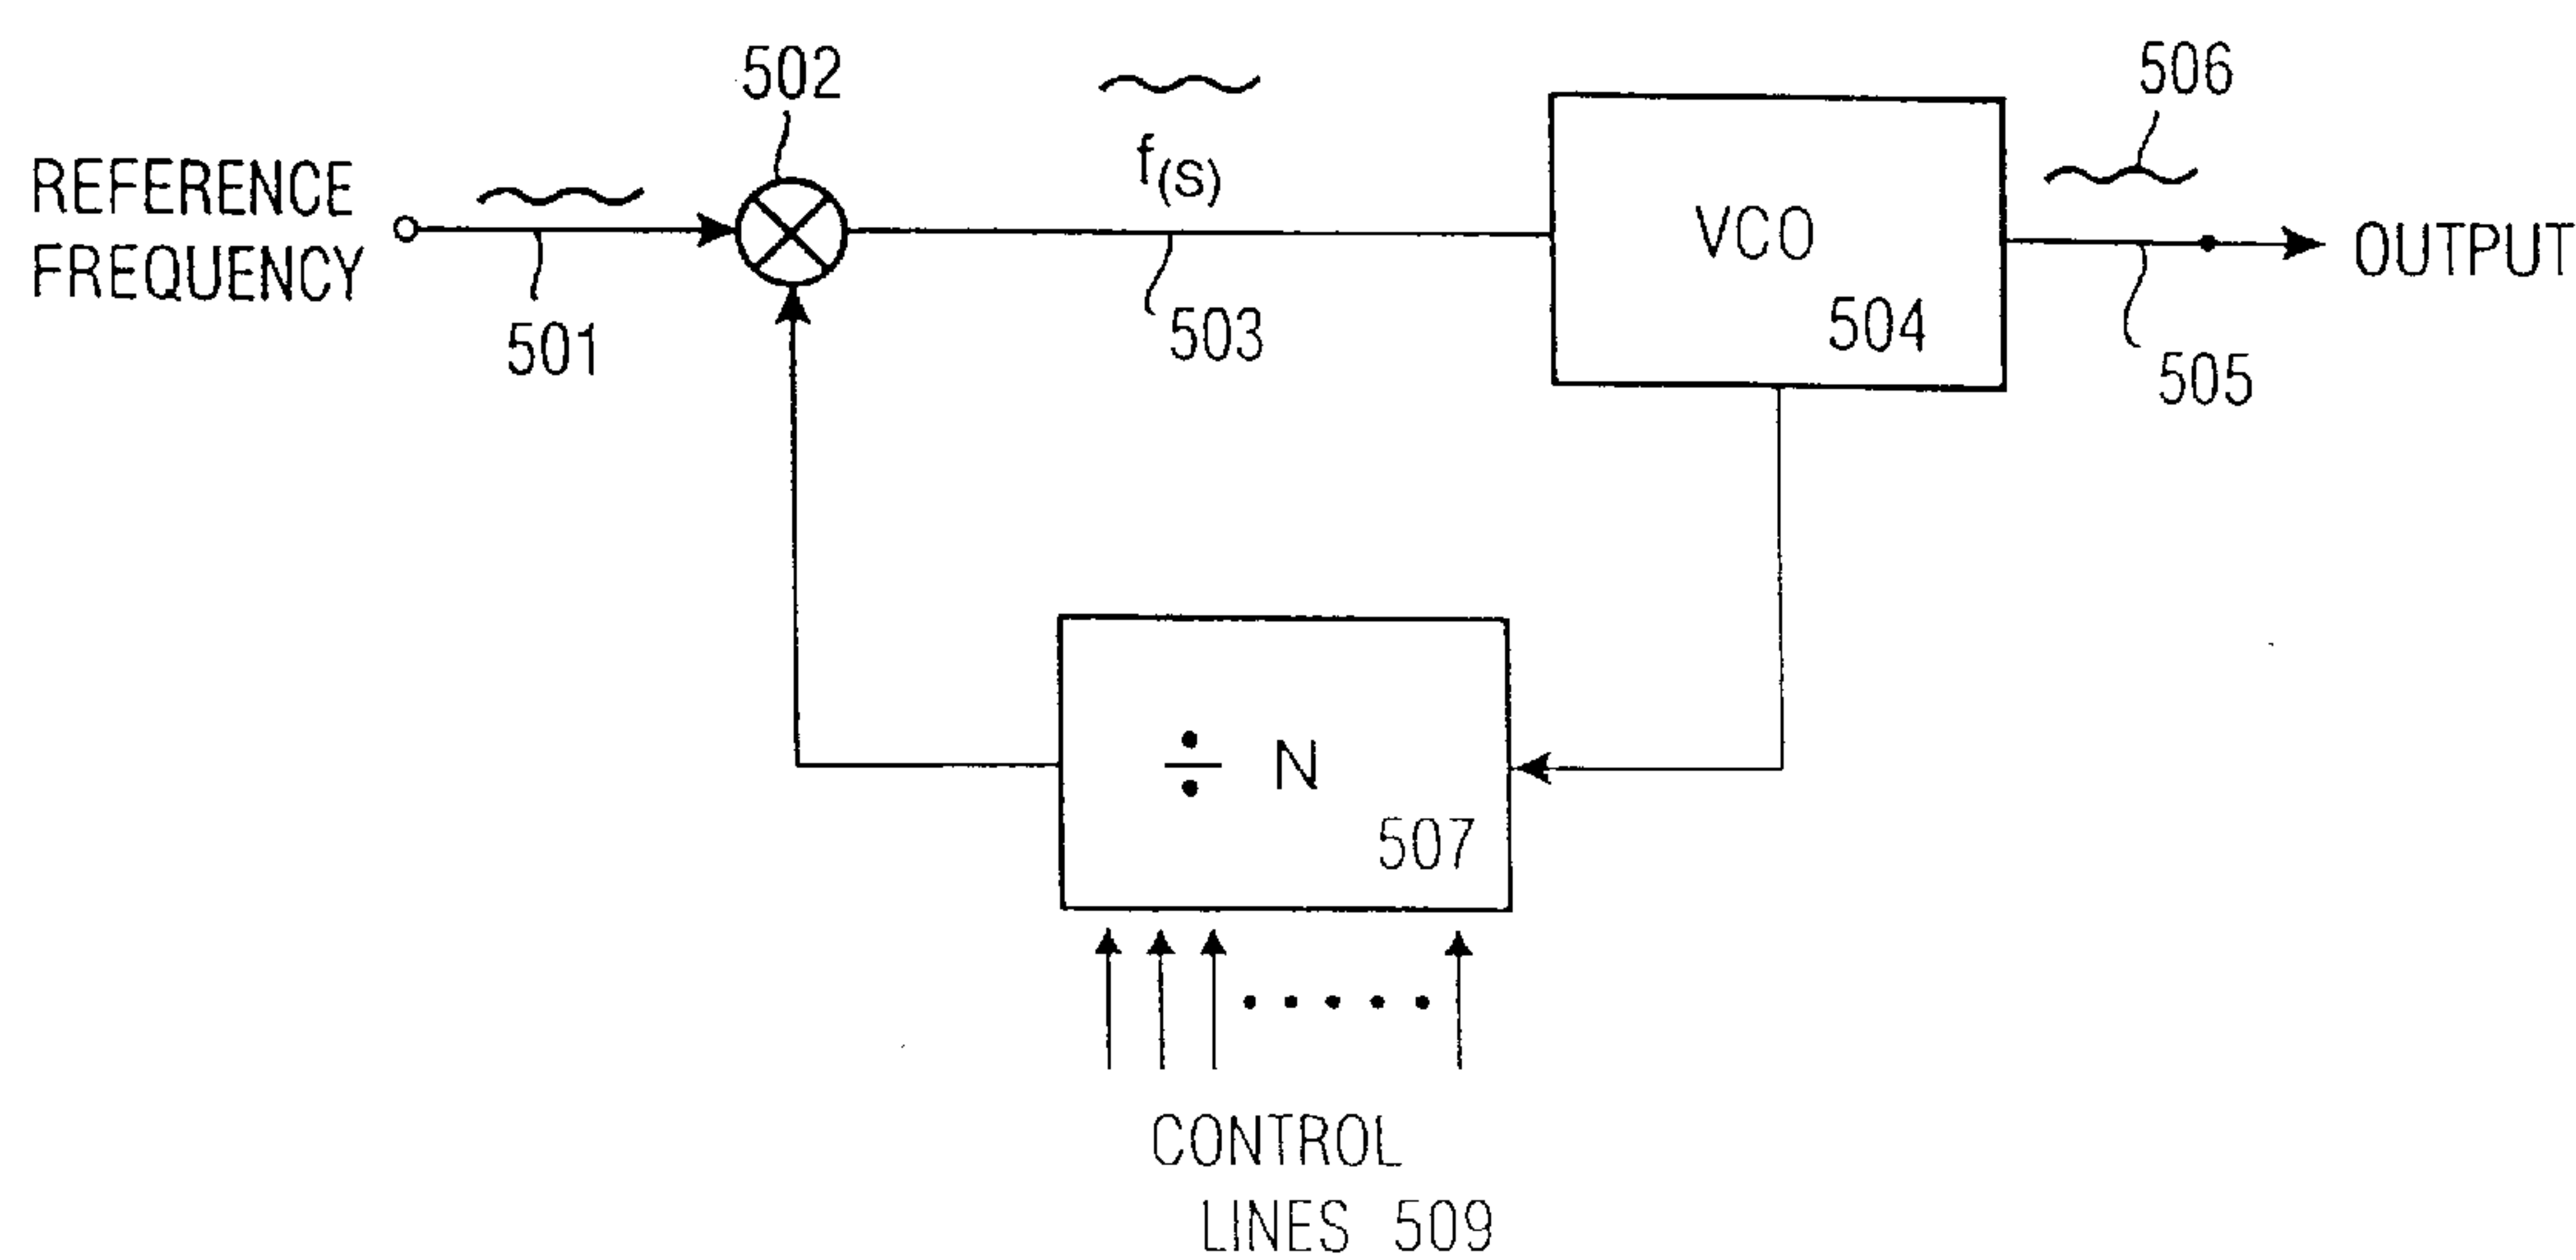 502
506
REFERENCE
FREQUENCY
f(S)
VCO
OUTPUT
501
503
504
505
÷ N
507
CONTROL
LINES 509